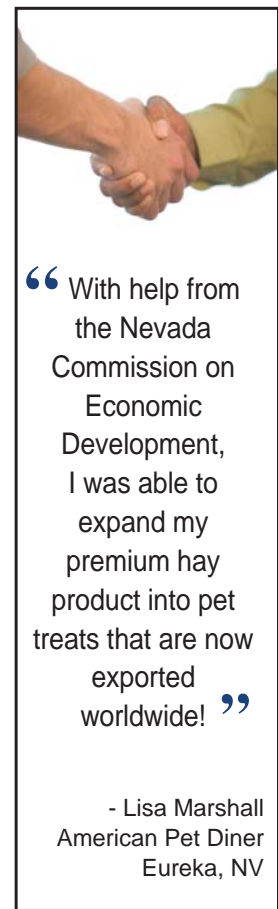 “ With help from
the Nevada
Commission on
Economic
Development,
I was able to
expand my
premium hay
product into pet
treats that are now
exported
worldwide! ”
- Lisa Marshall
American Pet Diner
Eureka, NV